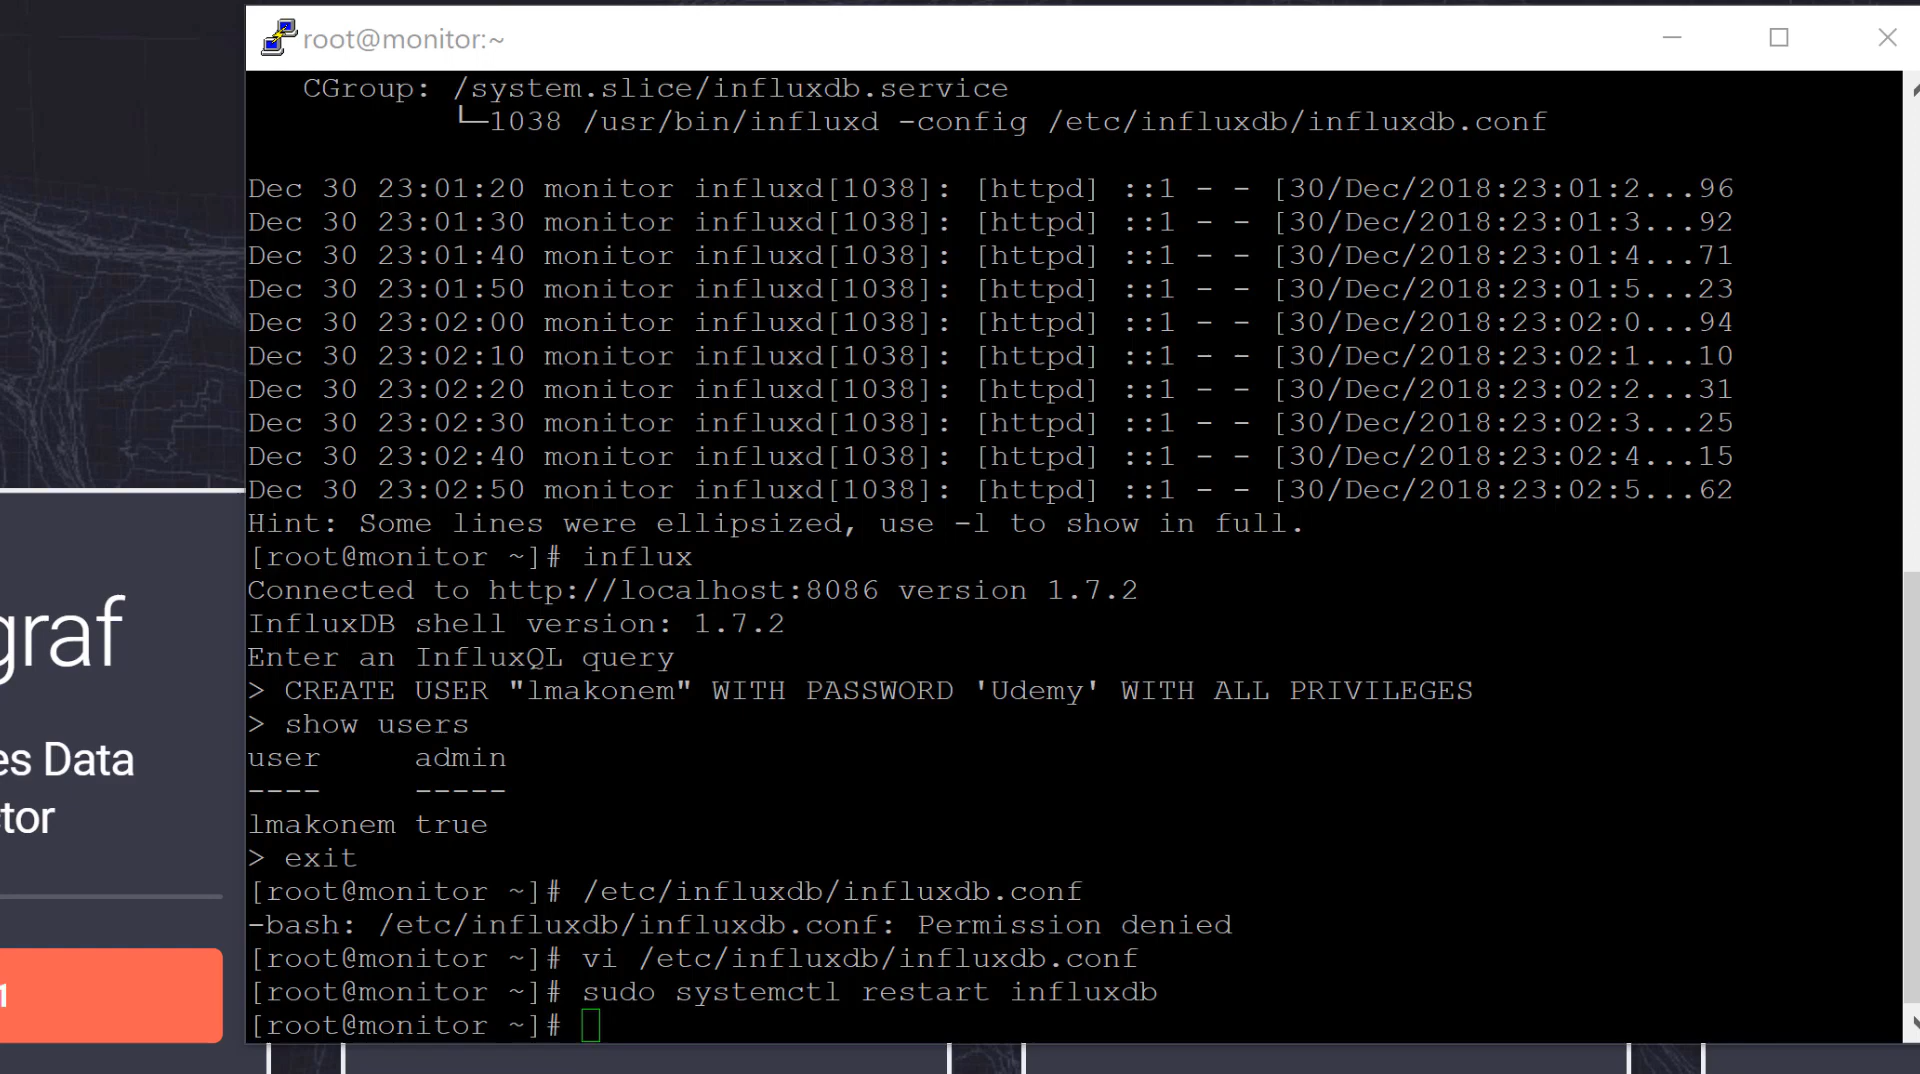 root@monitor:~
CGroup: /system.slice/influxdb.service
└─1038 /usr/bin/influxd -config /etc/influxdb/influxdb.conf
Dec 30 23:01:20 monitor influxd[1038]: [httpd] ::1 - - [30/Dec/2018:23:01:2...96
Dec 30 23:01:30 monitor influxd[1038]: [httpd] ::1 - - [30/Dec/2018:23:01:3...92
Dec 30 23:01:40 monitor influxd[1038]: [httpd] ::1 - - [30/Dec/2018:23:01:4...71
Dec 30 23:01:50 monitor influxd[1038]: [httpd] ::1 - - [30/Dec/2018:23:01:5...23
Dec 30 23:02:00 monitor influxd[1038]: [httpd] ::1 - - [30/Dec/2018:23:02:0...94
Dec 30 23:02:10 monitor influxd[1038]: [httpd] ::1 - - [30/Dec/2018:23:02:1...10
Dec 30 23:02:20 monitor influxd[1038]: [httpd] ::1 - - [30/Dec/2018:23:02:2...31
Dec 30 23:02:30 monitor influxd[1038]: [httpd] ::1 - - [30/Dec/2018:23:02:3...25
Dec 30 23:02:40 monitor influxd[1038]: [httpd] ::1 - - [30/Dec/2018:23:02:4...15
Dec 30 23:02:50 monitor influxd[1038]: [httpd] ::1 - - [30/Dec/2018:23:02:5...62
Hint: Some lines were ellipsized, use -l to show in full.
[root@monitor ~]# influx
Connected to http://localhost:8086 version 1.7.2
InfluxDB shell version: 1.7.2
Enter an InfluxQL query
> CREATE USER "lmakonem" WITH PASSWORD 'Udemy' WITH ALL PRIVILEGES
> show users
user     admin
----     -----
lmakonem true
> exit
[root@monitor ~]# /etc/influxdb/influxdb.conf
-bash: /etc/influxdb/influxdb.conf: Permission denied
[root@monitor ~]# vi /etc/influxdb/influxdb.conf
[root@monitor ~]# sudo systemctl restart influxdb
[root@monitor ~]#
graf
es Data
ctor
1